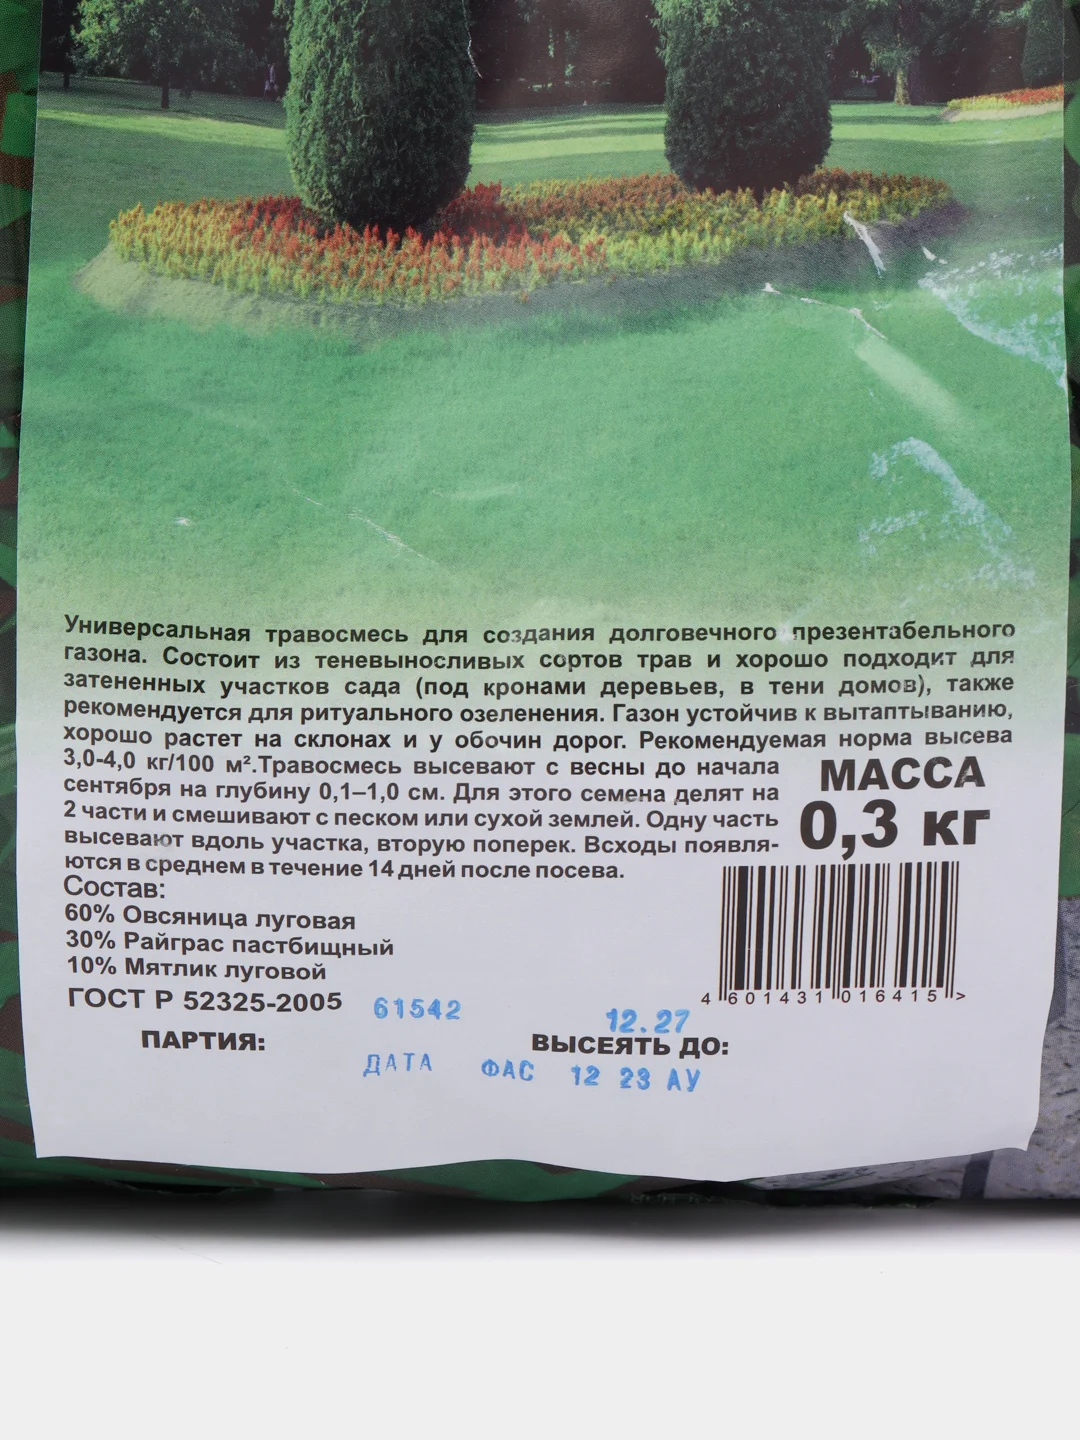 Универсальная травосмесь для создания долговечного презентабельного
газона. Состоит из теневыносливых сортов трав и хорошо подходит для
затененных участков сада (под кронами деревьев, в тени домов), также
рекомендуется для ритуального озеленения. Газон устойчив к вытаптыванию,
хорошо растет на склонах и у обочин дорог. Рекомендуемая норма высева
3,0-4,0 кг/100 м².Травосмесь высевают с весны до начала
сентября на глубину 0,1–1,0 см. Для этого семена делят на
2 части и смешивают с песком или сухой землей. Одну часть
высевают вдоль участка, вторую поперек. Всходы появля-
ются в среднем в течение 14 дней после посева.
МАССА
0,3 кг
Состав:
60% Овсяница луговая
30% Райграс пастбищный
10% Мятлик луговой
ГОСТ Р 52325-2005
4 601431 016415 >
61542
12.27
ПАРТИЯ:
ВЫСЕЯТЬ ДО:
ДАТА ФАС 12 23 АУ